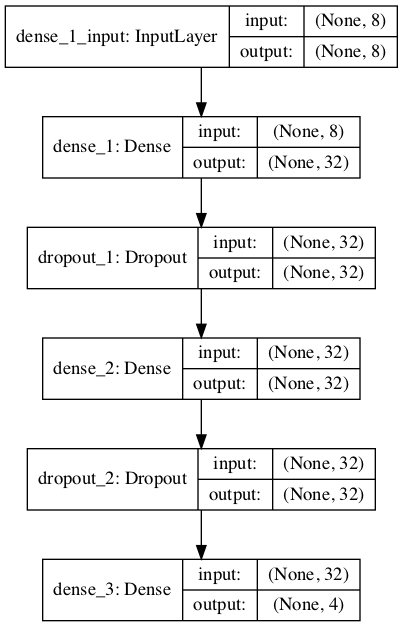 dense_1_input: InputLayer
input: (None, 8)
output: (None, 8)
dense_1: Dense
input: (None, 8)
output: (None, 32)
dropout_1: Dropout
input: (None, 32)
output: (None, 32)
dense_2: Dense
input: (None, 32)
output: (None, 32)
dropout_2: Dropout
input: (None, 32)
output: (None, 32)
dense_3: Dense
input: (None, 32)
output: (None, 4)